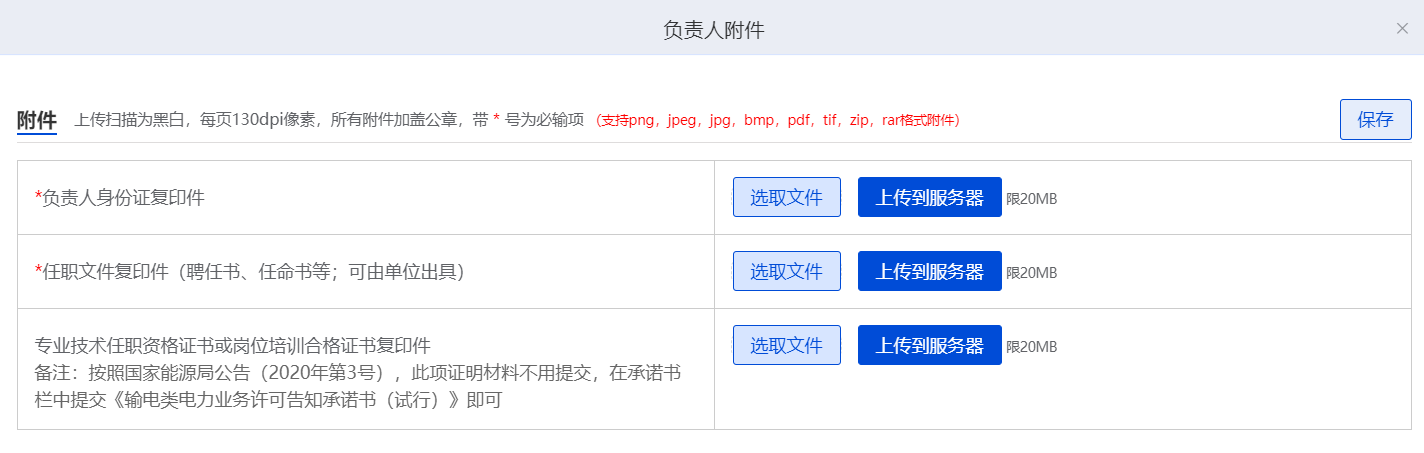 负责人附件
附件 上传扫描为黑白，每页130dpi像素，所有附件加盖公章，带 * 号为必输项 （支持png，jpeg，jpg，bmp，pdf，tif，zip，rar格式附件） 保存
*负责人身份证复印件 选取文件 上传到服务器 限20MB
*任职文件复印件（聘任书、任命书等；可由单位出具） 选取文件 上传到服务器 限20MB
专业技术任职资格证书或岗位培训合格证书复印件 选取文件 上传到服务器 限20MB
备注：按照国家能源局公告（2020年第3号），此项证明材料不用提交，在承诺书
栏中提交《输电类电力业务许可告知承诺书（试行）》即可